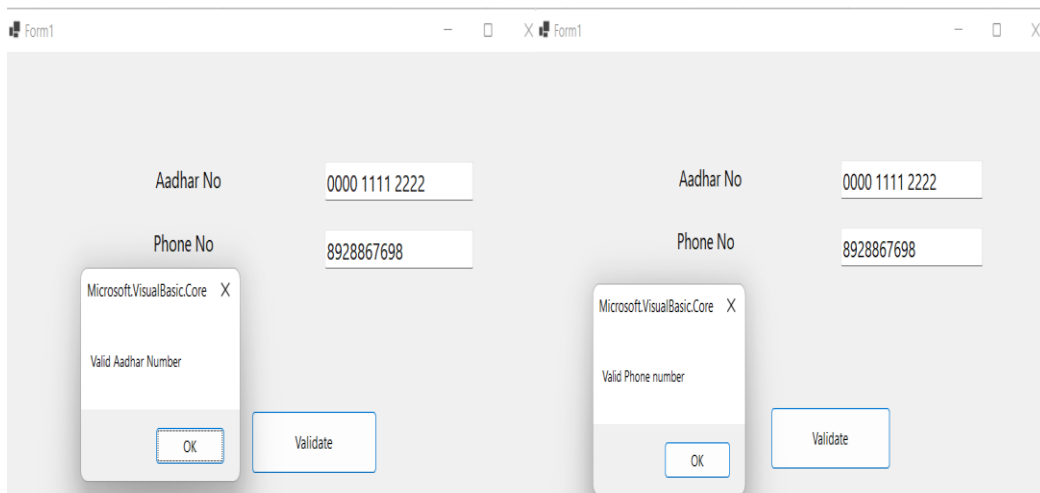 Form1
Aadhar No
0000 1111 2222
Phone No
8928867698
Microsoft.VisualBasic.Core X
Valid Aadhar Number
OK
Validate
Form1
Aadhar No
0000 1111 2222
Phone No
8928867698
Microsoft.VisualBasic.Core X
Valid Phone number
OK
Validate